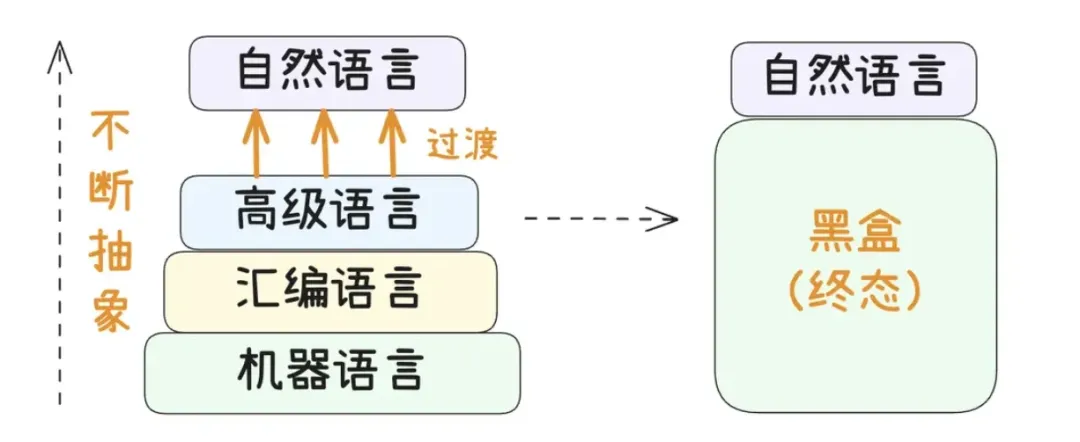 不断抽象
自然语言
过渡
高级语言
汇编语言
机器语言
自然语言
黑盒
（终态）